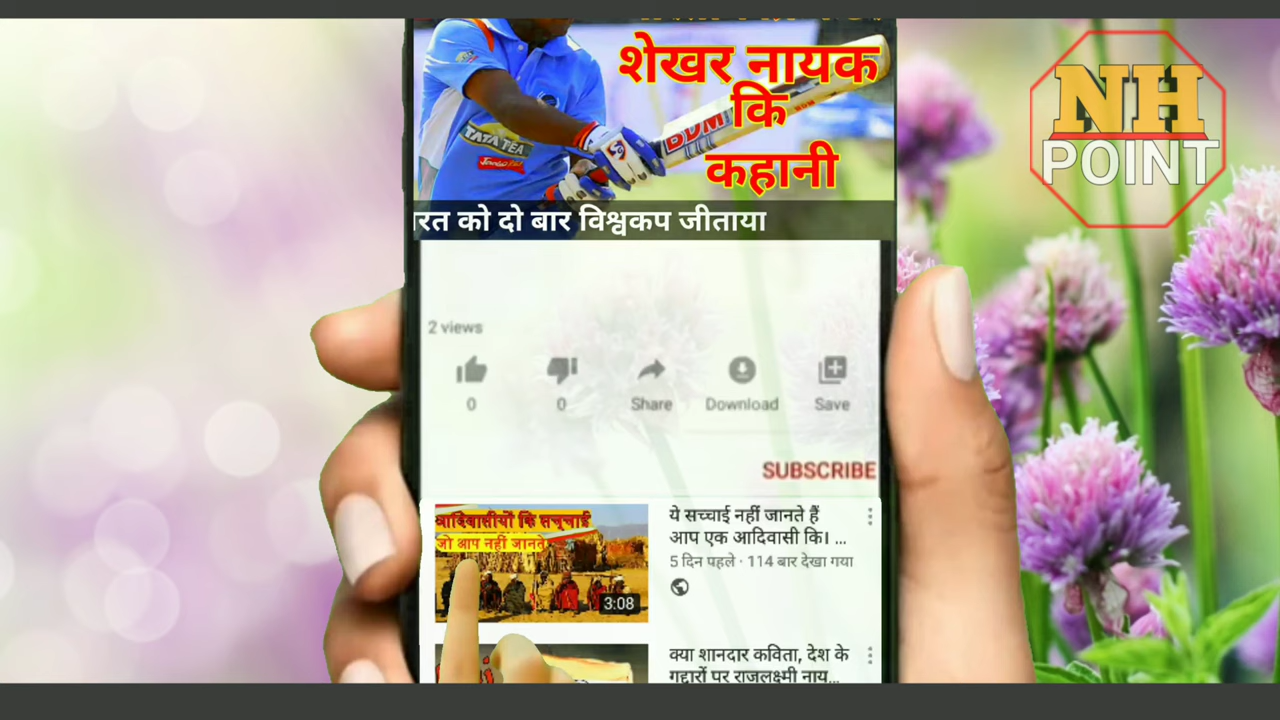 शेखर नायक
कि
कहानी
NH
POINT
TATA TEA
BDM
रत को दो बार विश्वकप जीताया
2 views
0
0
Share
Download
Save
SUBSCRIBE
आदिवासीयों कि सच्चाई
जो आप नहीं जानते
3:08
ये सच्चाई नहीं जानते हैं
आप एक आदिवासी कि। ...
5 दिन पहले · 114 बार देखा गया
क्या शानदार कविता, देश के
गद्दारों पर राजलक्ष्मी नाय...